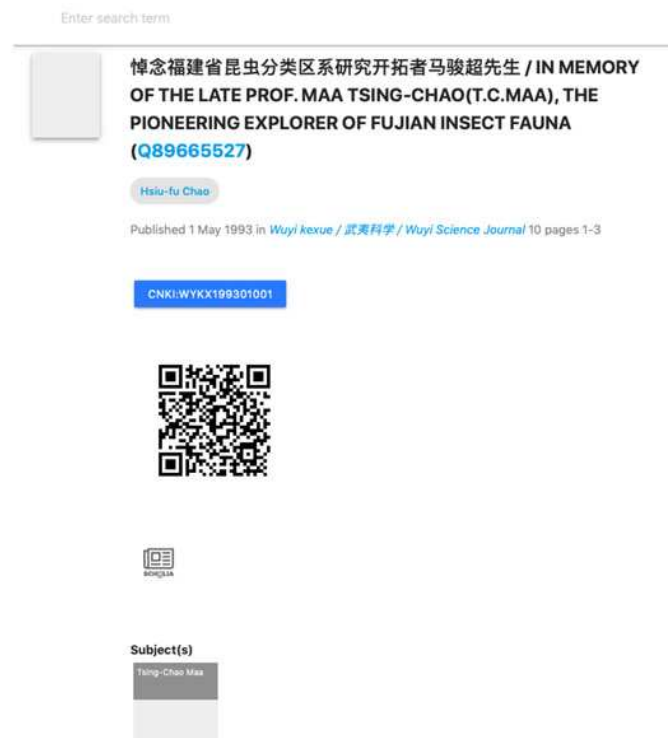 Enter search term
悼念福建省昆虫分类区系研究开拓者马骏超先生 / IN MEMORY
OF THE LATE PROF. MAA TSING-CHAO(T.C.MAA), THE
PIONEERING EXPLORER OF FUJIAN INSECT FAUNA
(Q89665527)
Hsiu-fu Chao
Published 1 May 1993 in Wuyi kexue / 武夷科学 / Wuyi Science Journal 10 pages 1-3
CNKI:WYKX199301001
SCHOLIA
Subject(s)
Tsing-Chao Maa